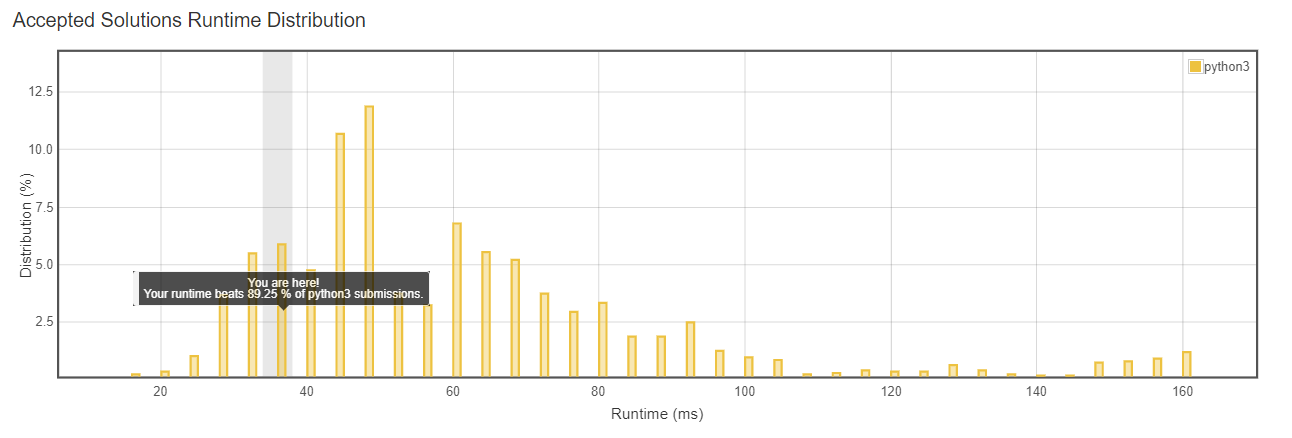 Accepted Solutions Runtime Distribution
python3
12.5
10.0
7.5
5.0
2.5
Distribution (%)
You are here!
Your runtime beats 89.25 % of python3 submissions.
20 40 60 80 100 120 140 160
Runtime (ms)